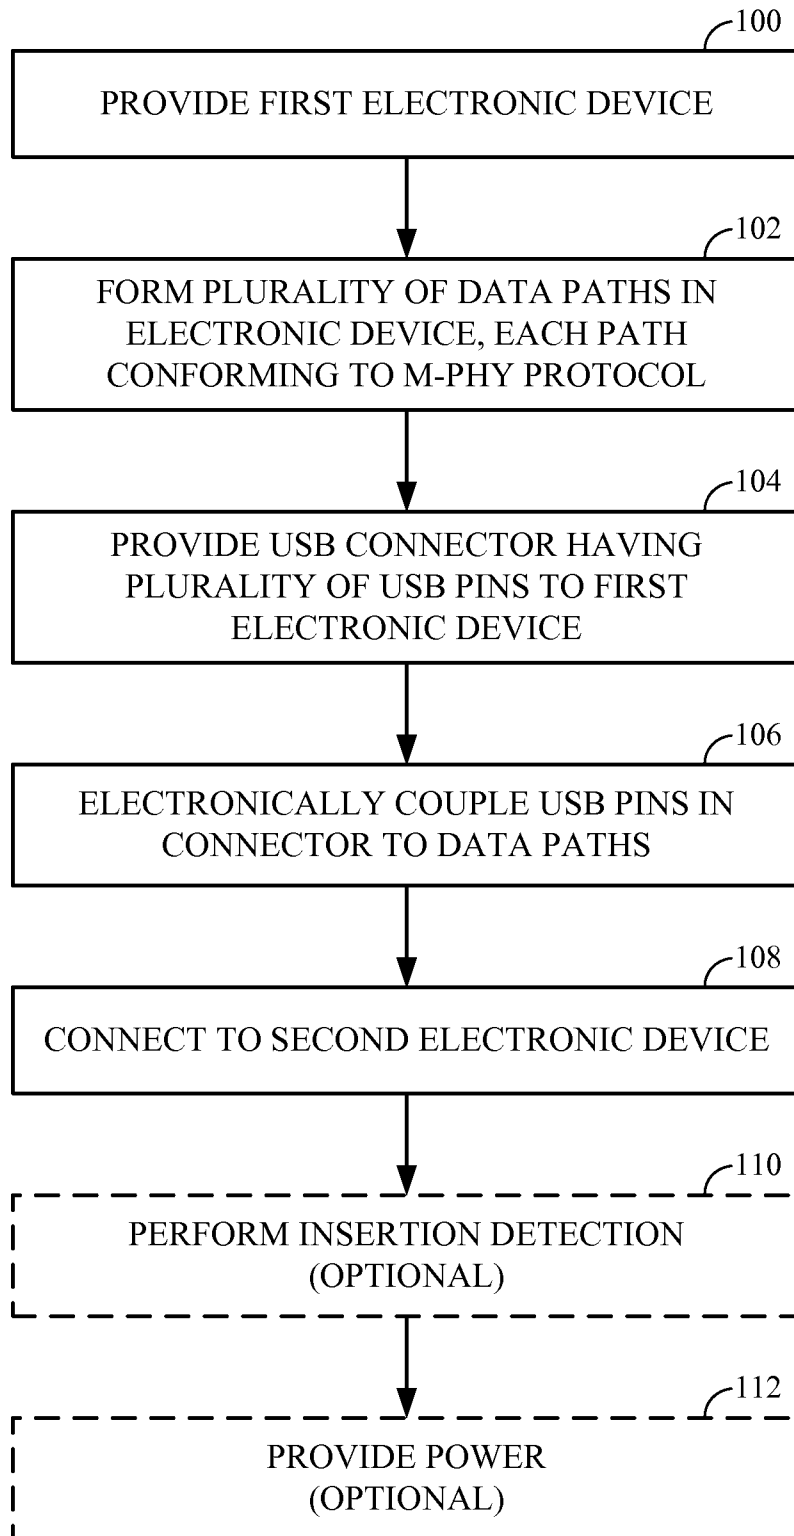 100
PROVIDE FIRST ELECTRONIC DEVICE
102
FORM PLURALITY OF DATA PATHS IN
ELECTRONIC DEVICE, EACH PATH
CONFORMING TO M-PHY PROTOCOL
104
PROVIDE USB CONNECTOR HAVING
PLURALITY OF USB PINS TO FIRST
ELECTRONIC DEVICE
106
ELECTRONICALLY COUPLE USB PINS IN
CONNECTOR TO DATA PATHS
108
CONNECT TO SECOND ELECTRONIC DEVICE
110
PERFORM INSERTION DETECTION
(OPTIONAL)
112
PROVIDE POWER
(OPTIONAL)